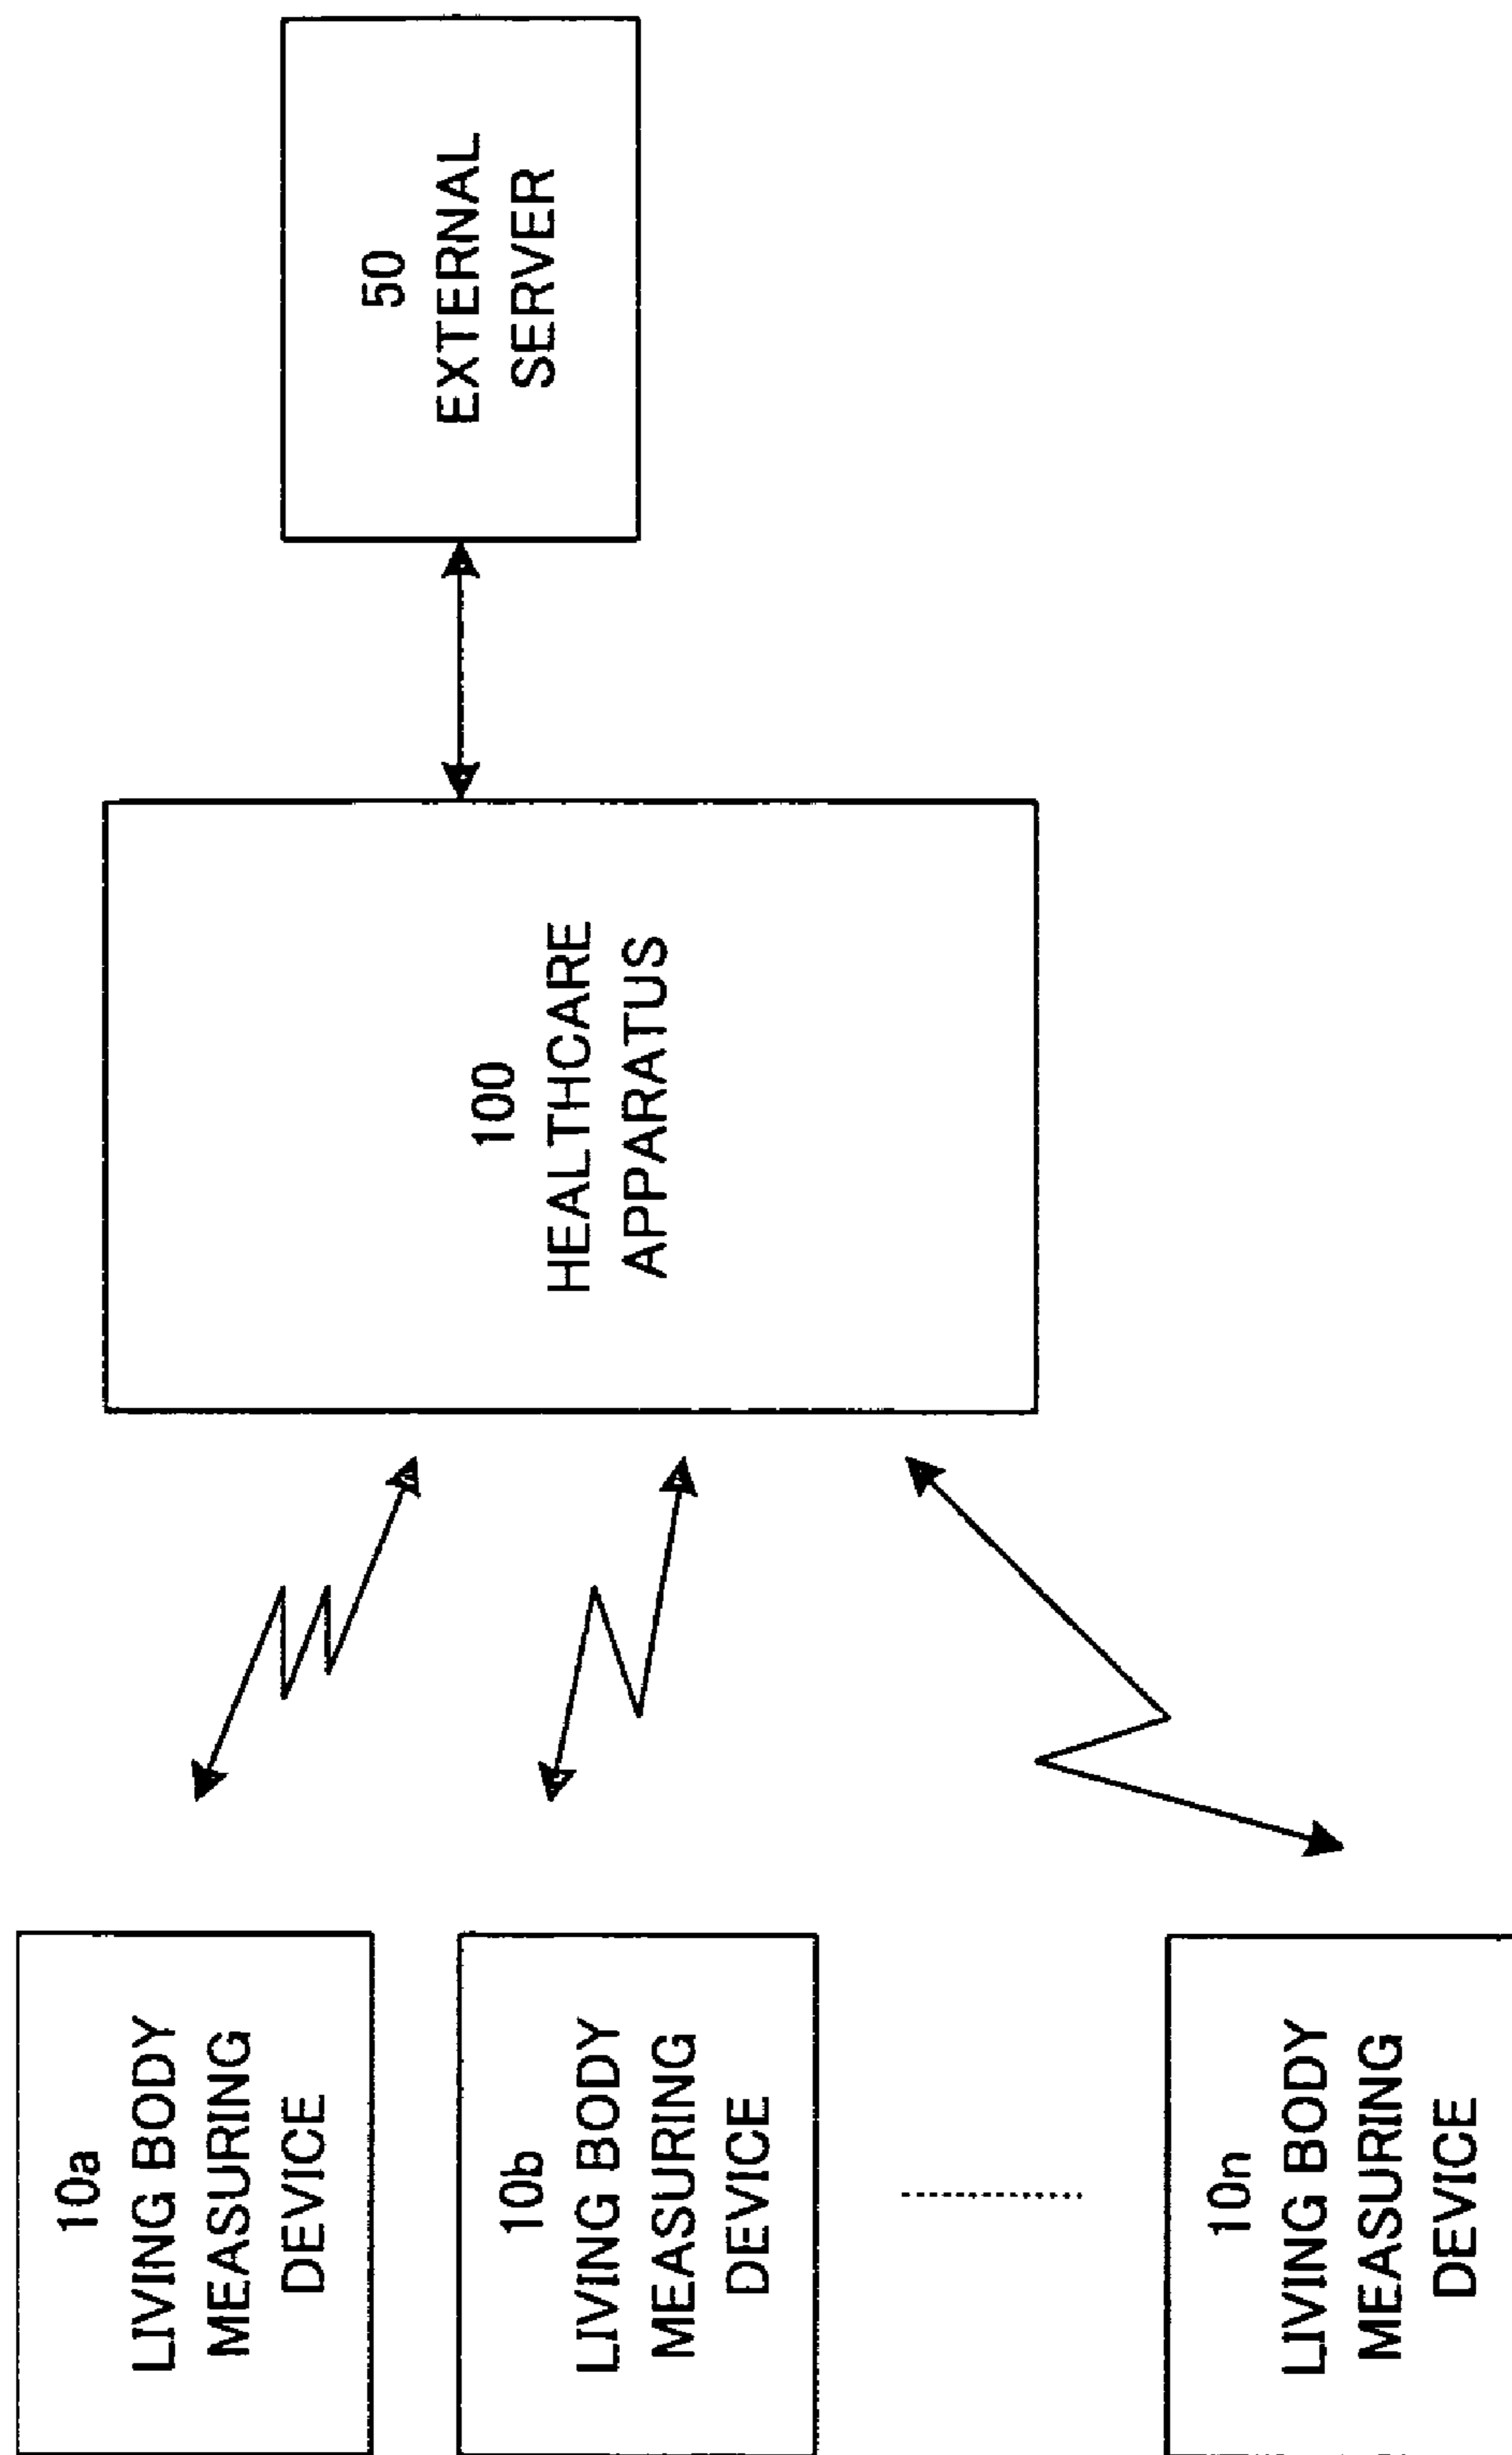 10a
LIVING BODY
MEASURING
DEVICE
10b
LIVING BODY
MEASURING
DEVICE
10n
LIVING BODY
MEASURING
DEVICE
100
HEALTHCARE
APPARATUS
50
EXTERNAL
SERVER